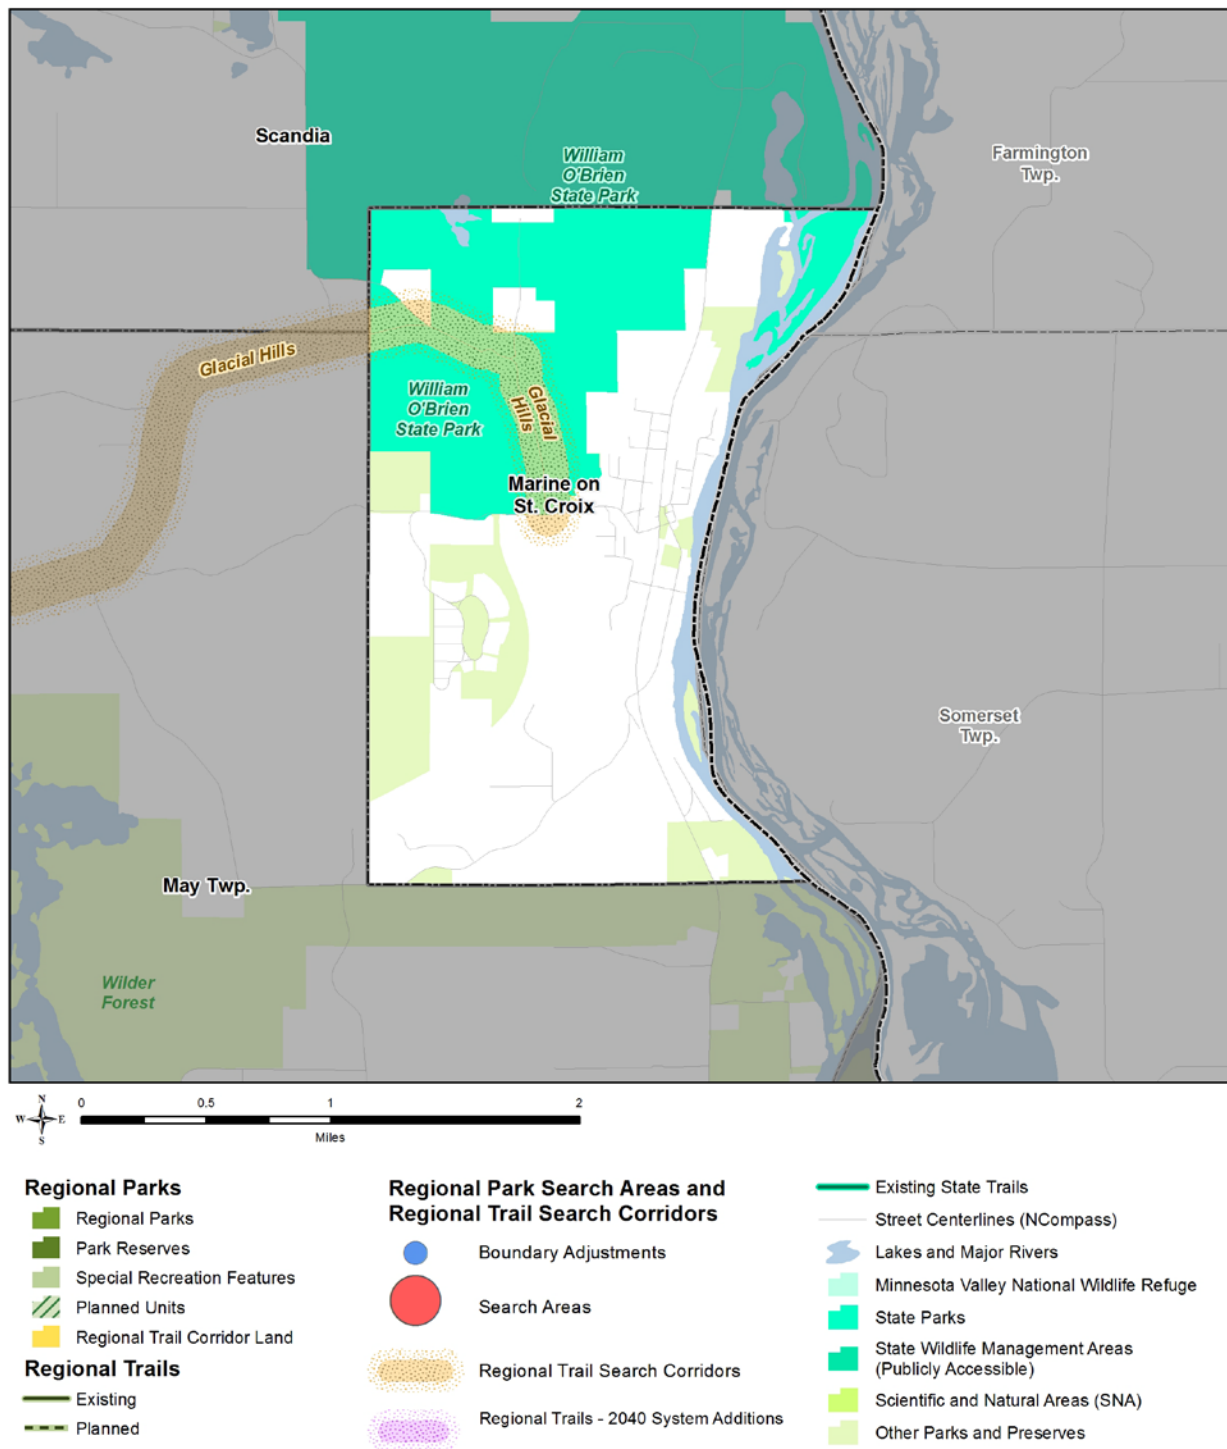 Scandia
William
O'Brien
State Park
Farmington
Twp.
Glacial Hills
William
O'Brien
State Park
Glacial
Hills
Marine on
St. Croix
Somerset
Twp.
May Twp.
Wilder
Forest
N
W E
S
0 0.5 1 2
Miles
Regional Parks
Regional Parks
Park Reserves
Special Recreation Features
Planned Units
Regional Trail Corridor Land
Regional Trails
Existing
Planned
Regional Park Search Areas and
Regional Trail Search Corridors
Boundary Adjustments
Search Areas
Regional Trail Search Corridors
Regional Trails - 2040 System Additions
Existing State Trails
Street Centerlines (NCompass)
Lakes and Major Rivers
Minnesota Valley National Wildlife Refuge
State Parks
State Wildlife Management Areas
(Publicly Accessible)
Scientific and Natural Areas (SNA)
Other Parks and Preserves